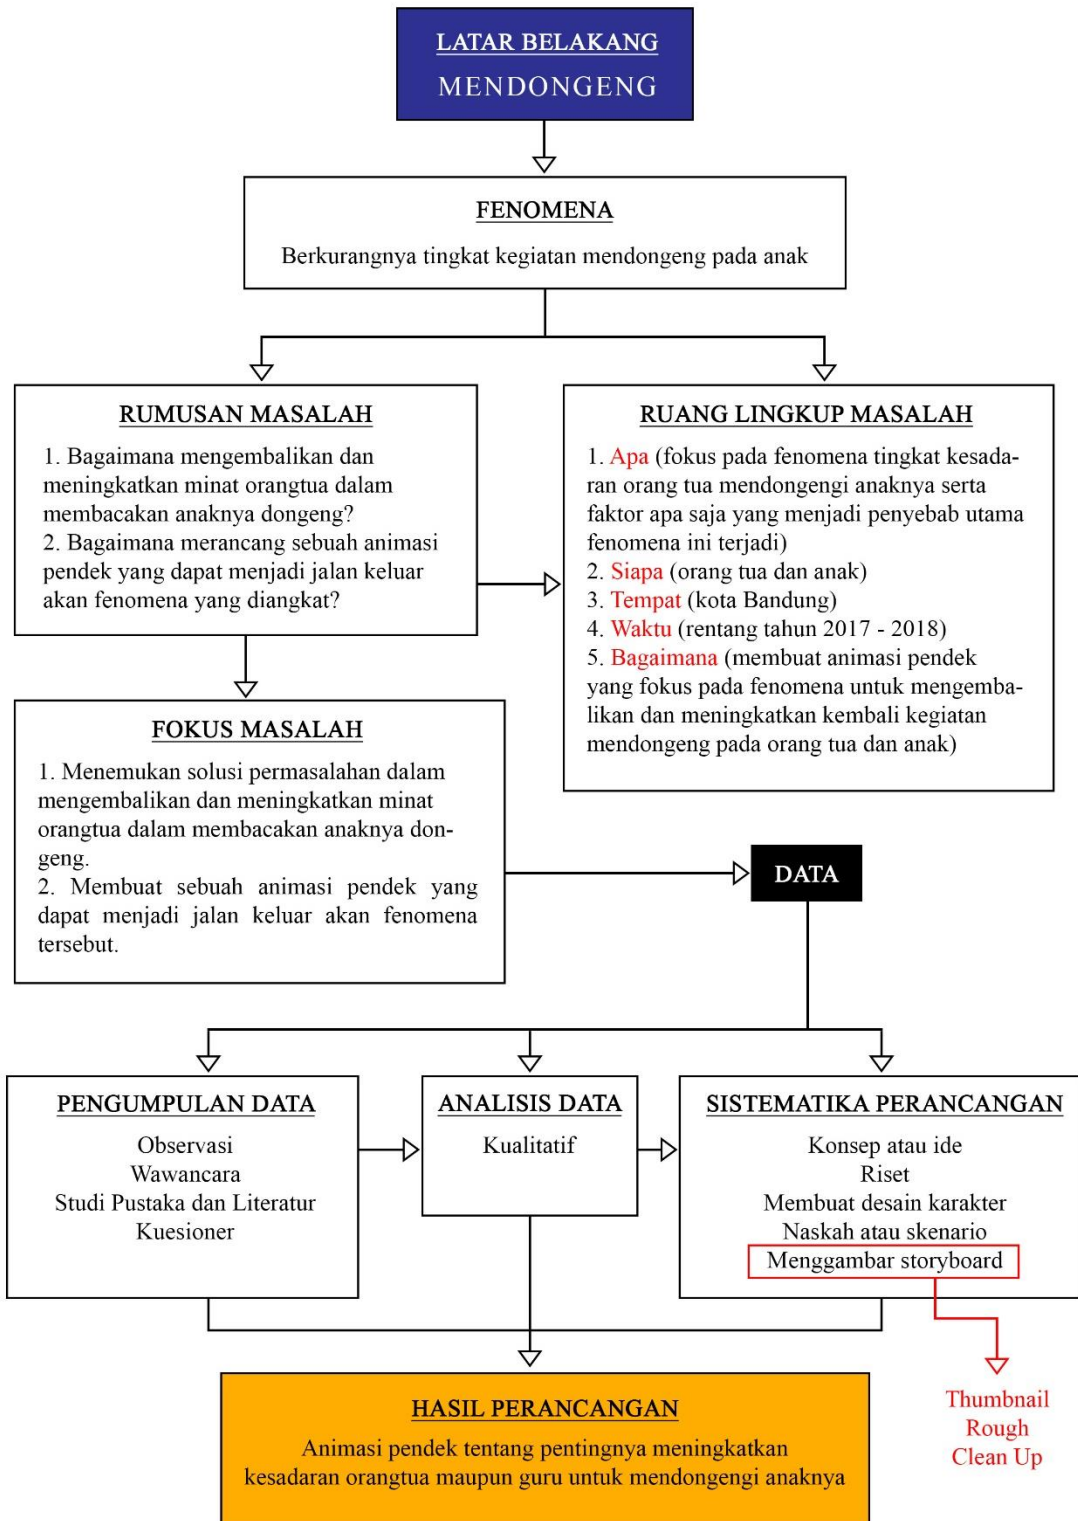 LATAR BELAKANG
MENDONGENG
FENOMENA
Berkurangnya tingkat kegiatan mendongeng pada anak
RUMUSAN MASALAH
1. Bagaimana mengembalikan dan
meningkatkan minat orangtua dalam
membacakan anaknya dongeng?
2. Bagaimana merancang sebuah animasi
pendek yang dapat menjadi jalan keluar
akan fenomena yang diangkat?
RUANG LINGKUP MASALAH
1. Apa (fokus pada fenomena tingkat kesada-
ran orang tua mendongengi anaknya serta
faktor apa saja yang menjadi penyebab utama
fenomena ini terjadi)
2. Siapa (orang tua dan anak)
3. Tempat (kota Bandung)
4. Waktu (rentang tahun 2017 - 2018)
5. Bagaimana (membuat animasi pendek
yang fokus pada fenomena untuk mengemba-
likan dan meningkatkan kembali kegiatan
mendongeng pada orang tua dan anak)
FOKUS MASALAH
1. Menemukan solusi permasalahan dalam
mengembalikan dan meningkatkan minat
orangtua dalam membacakan anaknya don-
geng.
2. Membuat sebuah animasi pendek yang
dapat menjadi jalan keluar akan fenomena
tersebut.
DATA
PENGUMPULAN DATA
Observasi
Wawancara
Studi Pustaka dan Literatur
Kuesioner
ANALISIS DATA
Kualitatif
SISTEMATIKA PERANCANGAN
Konsep atau ide
Riset
Membuat desain karakter
Naskah atau skenario
Menggambar storyboard
HASIL PERANCANGAN
Animasi pendek tentang pentingnya meningkatkan
kesadaran orangtua maupun guru untuk mendongengi anaknya
Thumbnail
Rough
Clean Up